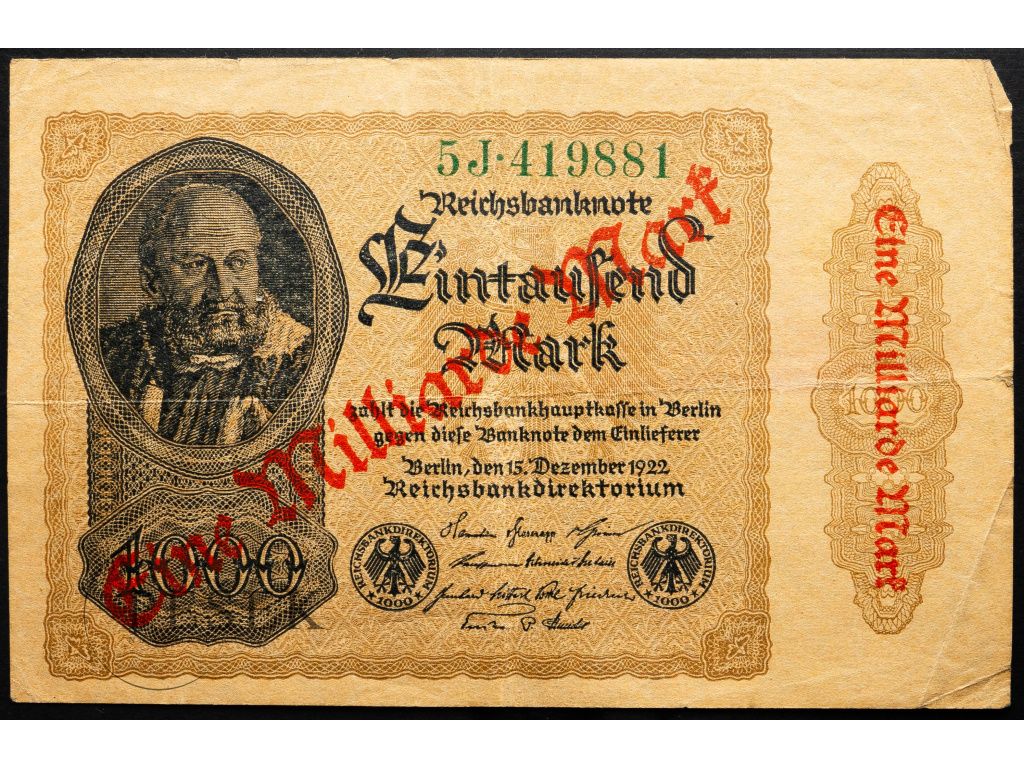 5J·419881
Reichsbanknote
Eintausend
Mark
zahlt die Reichsbankhauptkasse in Berlin
gegen diese Banknote dem Einlieferer
Berlin, den 15. Dezember 1922
Reichsbankdirektorium
Eine Milliarde Mark
1000
REICHSBANKDIREKTORIUM
1000
REICHSBANKDIREKTORIUM
1000
1000
Eine Milliarde Mark